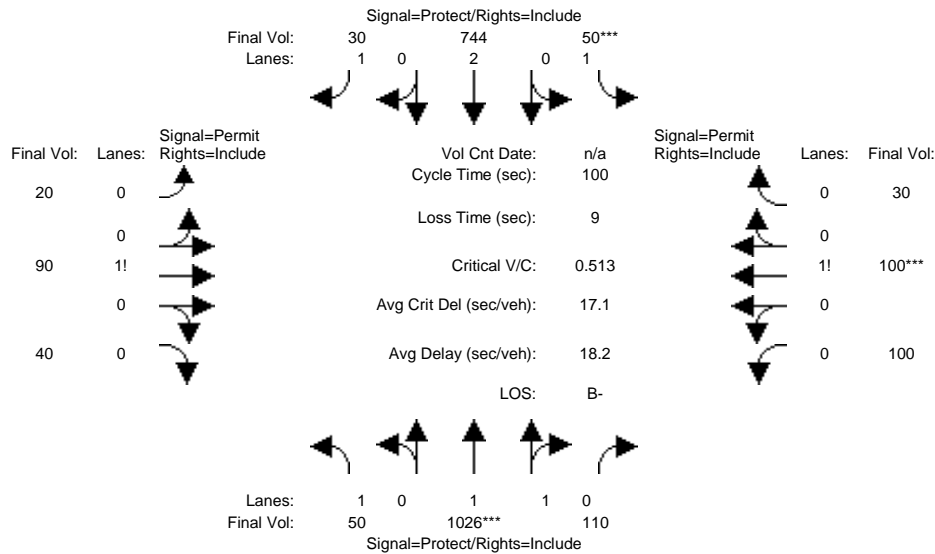 Signal=Protect/Rights=Include
Final Vol: 30 744 50***
Lanes: 1 0 2 0 1
Signal=Permit
Final Vol: Lanes: Rights=Include
Vol Cnt Date: n/a
Signal=Permit
Rights=Include Lanes: Final Vol:
Cycle Time (sec): 100
20 0
0 30
Loss Time (sec): 9
0
0
90 1!
Critical V/C: 0.513
1! 100***
0
Avg Crit Del (sec/veh): 17.1
0
40 0
Avg Delay (sec/veh): 18.2
0 100
LOS: B-
Lanes: 1 0 1 1 0
Final Vol: 50 1026*** 110
Signal=Protect/Rights=Include